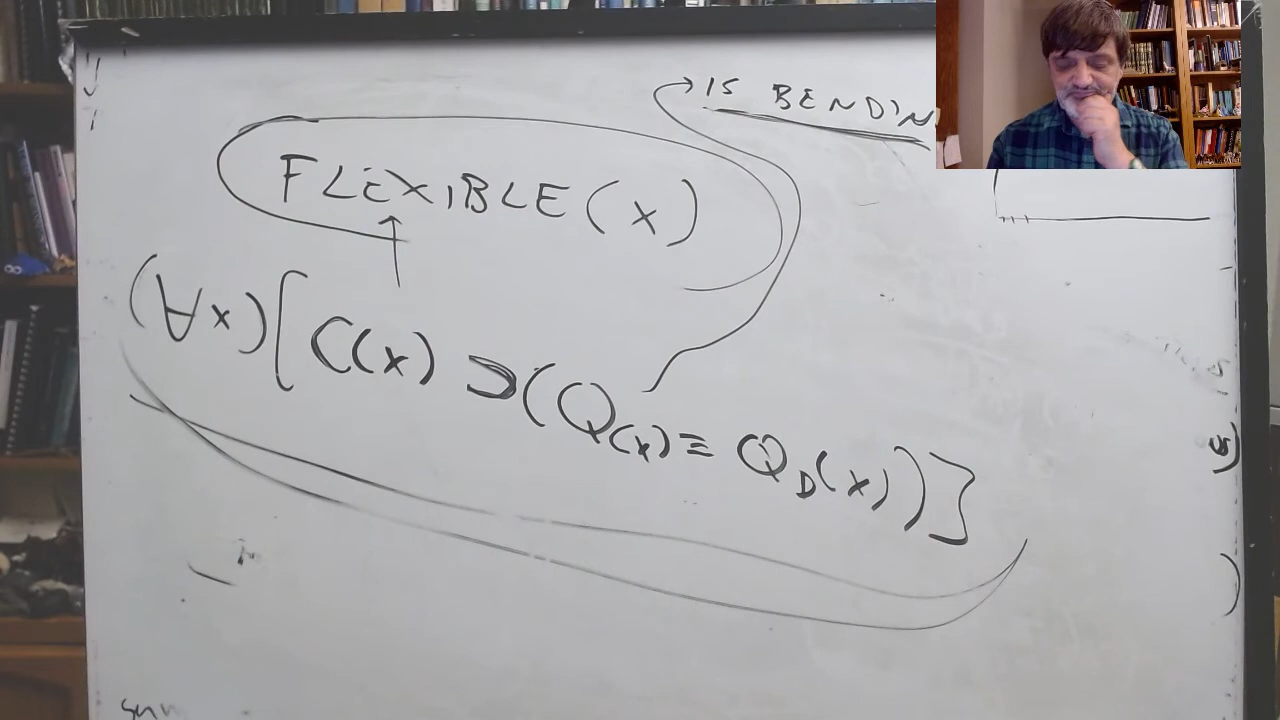 IS BENDIN
FLEXIBLE(x)
(∀x)[C(x) ⊃ (Q(x) ≡ Q_D(x))]